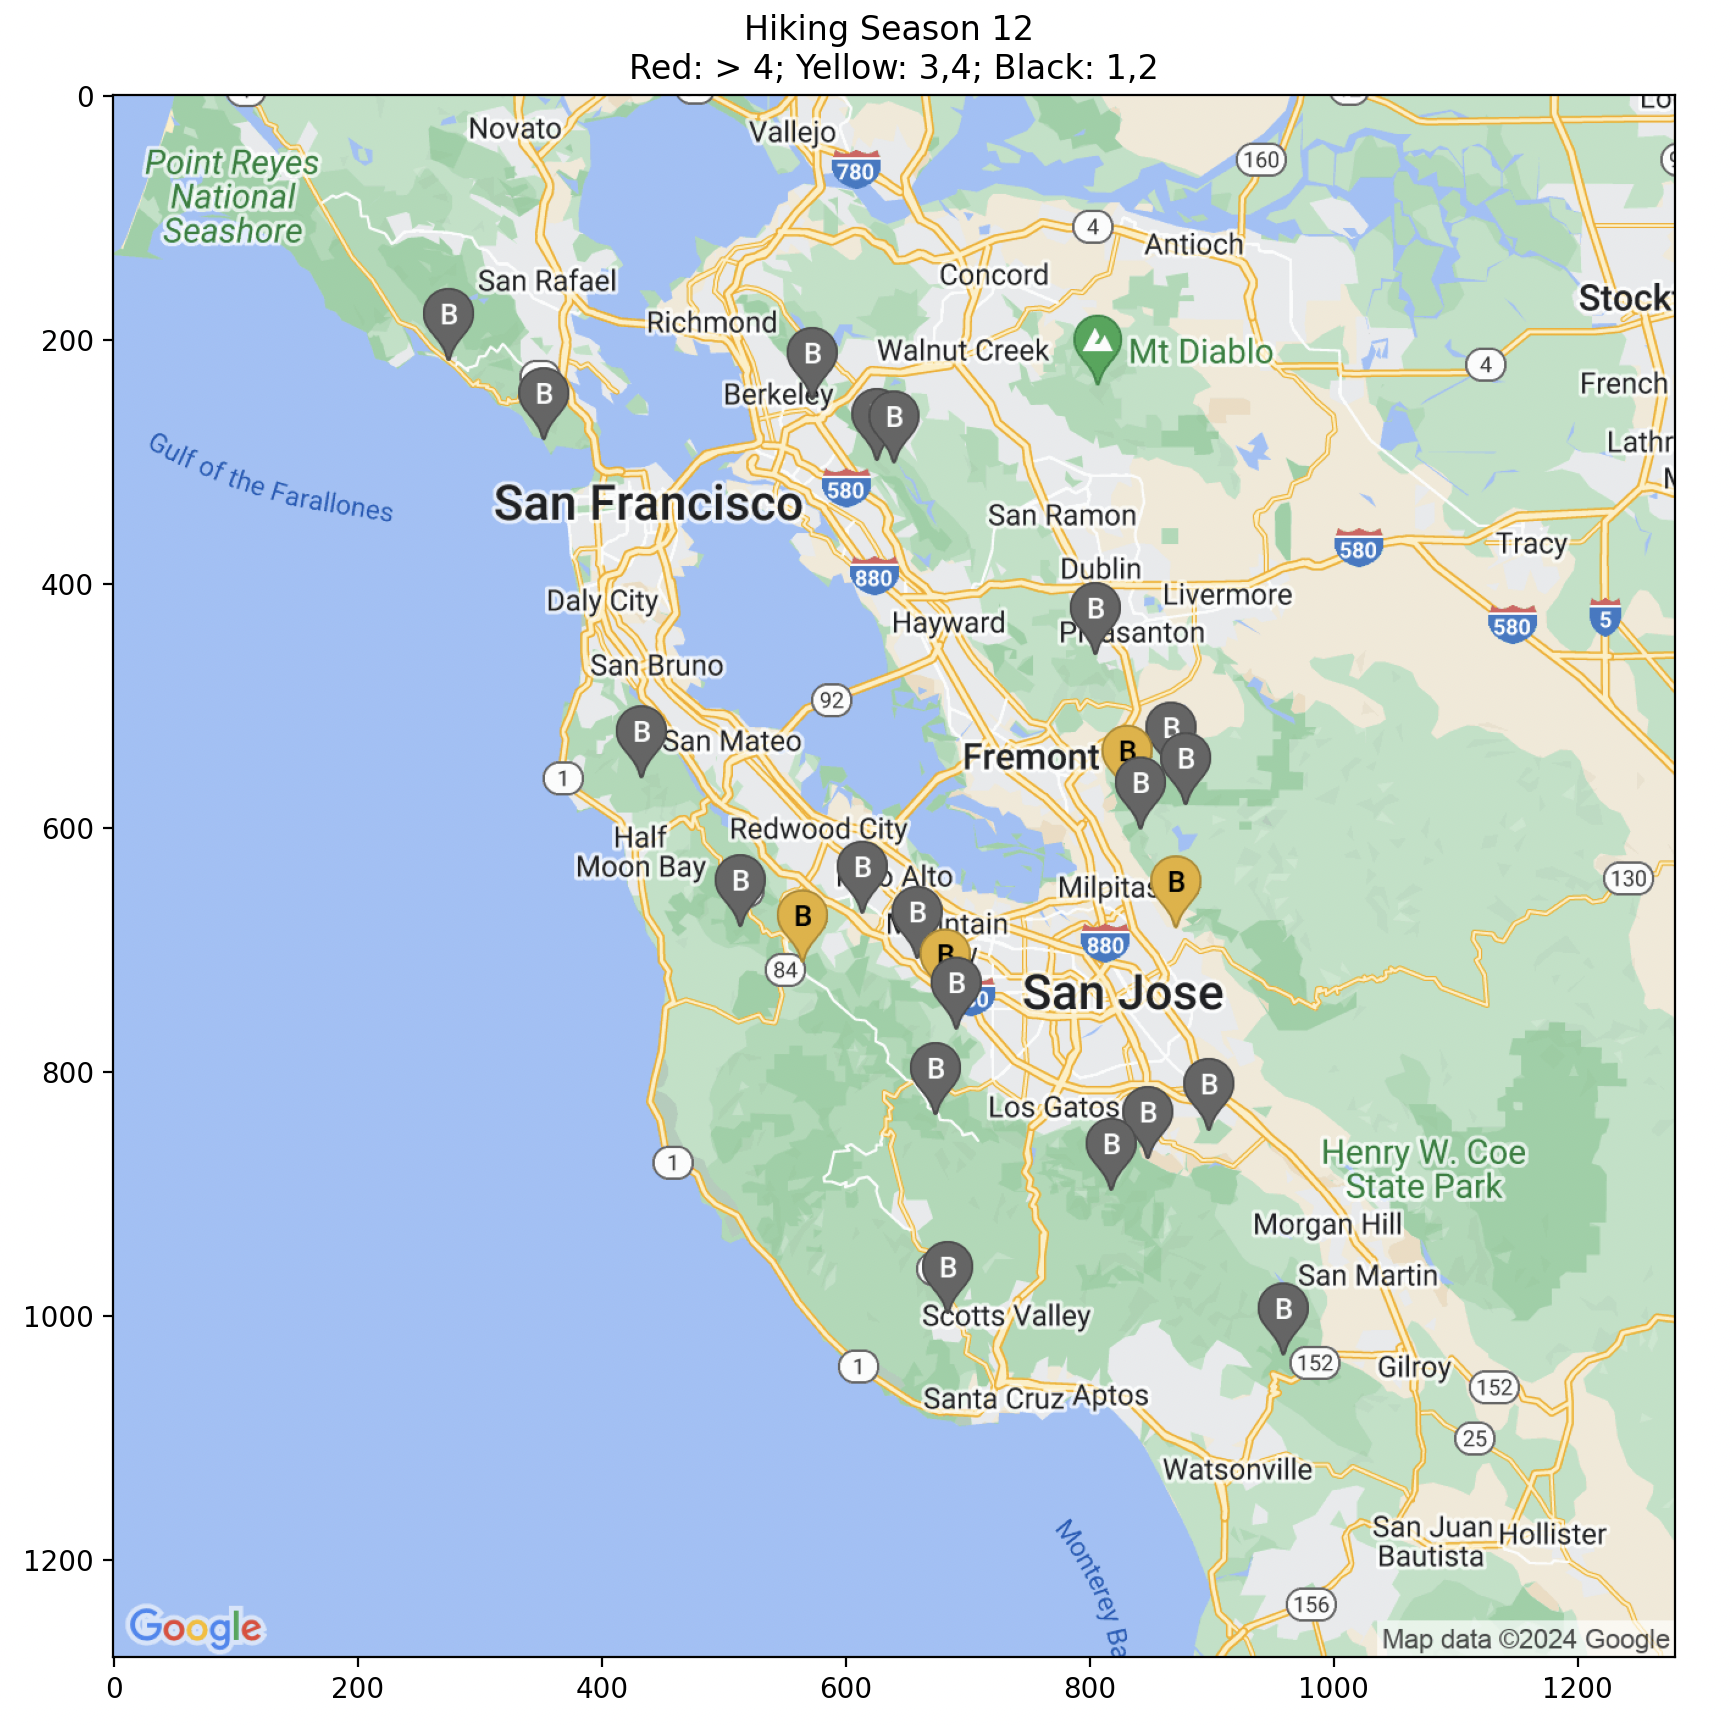 Hiking Season 12
Red: > 4; Yellow: 3,4; Black: 1,2
0
200
400
600
800
1000
1200
0
200
400
600
800
1000
1200
Novato
Vallejo
780
160
Point Reyes
National
Seashore
4
Antioch
San Rafael
Concord
Stock
B
Richmond
B
Walnut Creek
Mt Diablo
4
B
Berkeley
French
B
Lathr
Gulf of the Farallones
San Francisco
580
San Ramon
580
Tracy
880
Dublin
Daly City
Livermore
B
Hayward
Pleasanton
580
5
San Bruno
92
B
San Mateo
B
B
Fremont
B
B
1
Redwood City
Half
Moon Bay
B
B
Palo Alto
Milpitas
B
130
B
B
Mountain
880
B
84
B
San Jose
B
B
Los Gatos
B
B
1
Henry W. Coe
State Park
Morgan Hill
B
San Martin
B
Scotts Valley
1
152
Gilroy
152
Santa Cruz
Aptos
25
Watsonville
San Juan
Bautista
Hollister
Monterey Ba
156
Google
Map data ©2024 Google